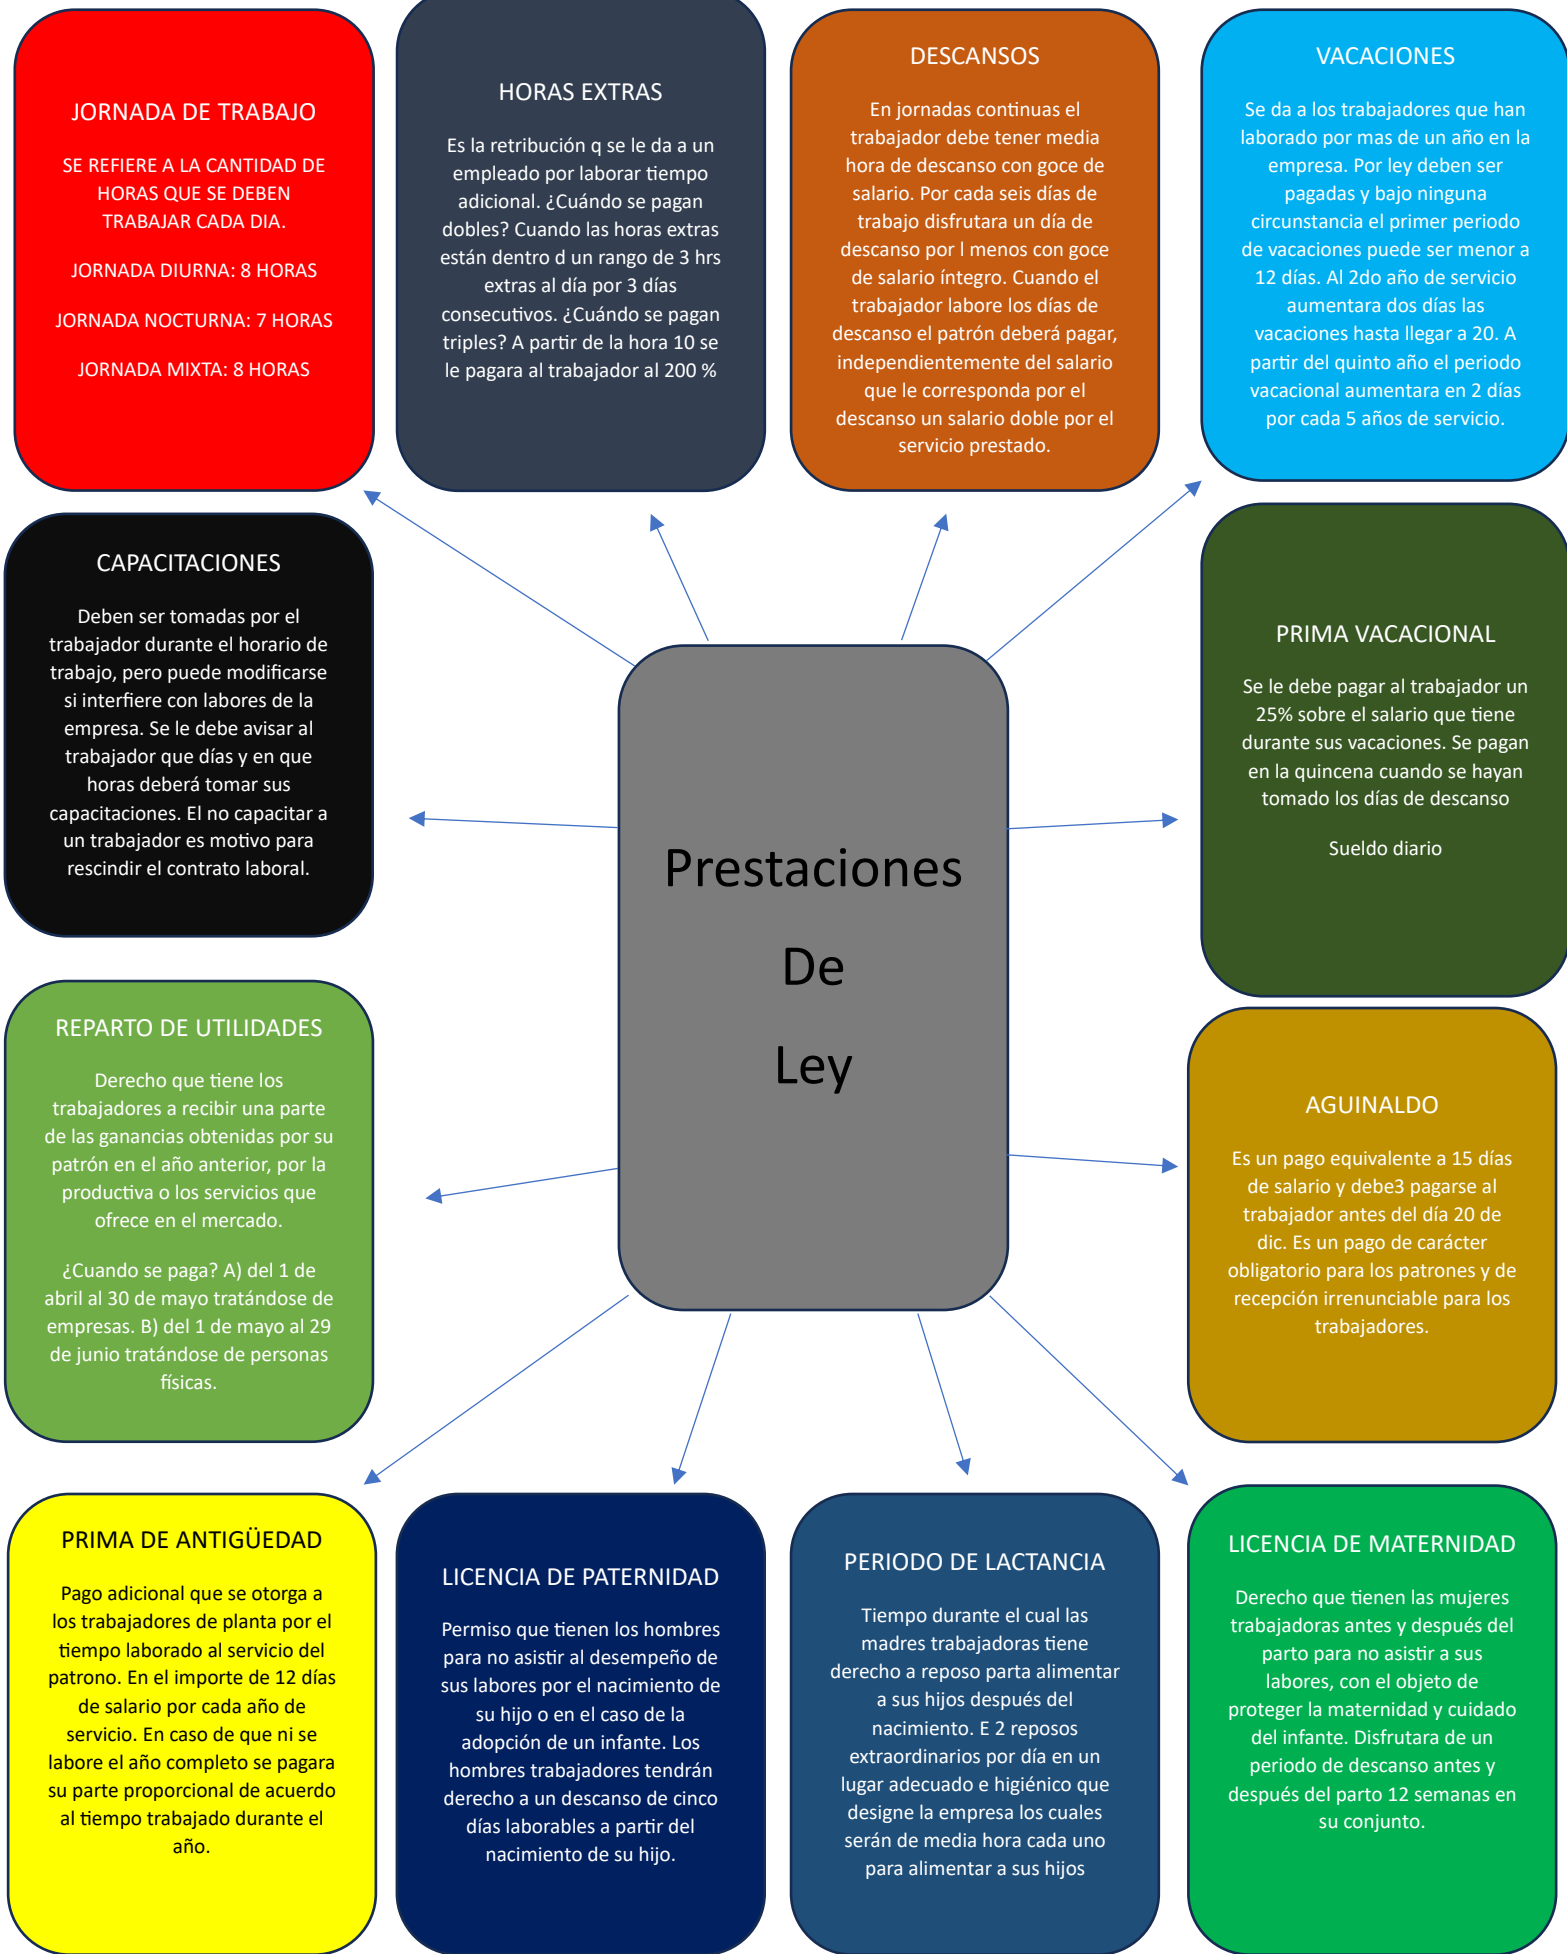 JORNADA DE TRABAJO
SE REFIERE A LA CANTIDAD DE
HORAS QUE SE DEBEN
TRABAJAR CADA DIA.
JORNADA DIURNA: 8 HORAS
JORNADA NOCTURNA: 7 HORAS
JORNADA MIXTA: 8 HORAS
HORAS EXTRAS
Es la retribución q se le da a un
empleado por laborar tiempo
adicional. ¿Cuándo se pagan
dobles? Cuando las horas extras
están dentro d un rango de 3 hrs
extras al día por 3 días
consecutivos. ¿Cuándo se pagan
triples? A partir de la hora 10 se
le pagara al trabajador al 200 %
DESCANSOS
En jornadas continuas el
trabajador debe tener media
hora de descanso con goce de
salario. Por cada seis días de
trabajo disfrutara un día de
descanso por l menos con goce
de salario íntegro. Cuando el
trabajador labore los días de
descanso el patrón deberá pagar,
independientemente del salario
que le corresponda por el
descanso un salario doble por el
servicio prestado.
VACACIONES
Se da a los trabajadores que han
laborado por mas de un año en la
empresa. Por ley deben ser
pagadas y bajo ninguna
circunstancia el primer periodo
de vacaciones puede ser menor a
12 días. Al 2do año de servicio
aumentara dos días las
vacaciones hasta llegar a 20. A
partir del quinto año el periodo
vacacional aumentara en 2 días
por cada 5 años de servicio.
CAPACITACIONES
Deben ser tomadas por el
trabajador durante el horario de
trabajo, pero puede modificarse
si interfiere con labores de la
empresa. Se le debe avisar al
trabajador que días y en que
horas deberá tomar sus
capacitaciones. El no capacitar a
un trabajador es motivo para
rescindir el contrato laboral.
Prestaciones
De
Ley
PRIMA VACACIONAL
Se le debe pagar al trabajador un
25% sobre el salario que tiene
durante sus vacaciones. Se pagan
en la quincena cuando se hayan
tomado los días de descanso
Sueldo diario
REPARTO DE UTILIDADES
Derecho que tiene los
trabajadores a recibir una parte
de las ganancias obtenidas por su
patrón en el año anterior, por la
productiva o los servicios que
ofrece en el mercado.
¿Cuando se paga? A) del 1 de
abril al 30 de mayo tratándose de
empresas. B) del 1 de mayo al 29
de junio tratándose de personas
físicas.
AGUINALDO
Es un pago equivalente a 15 días
de salario y debe3 pagarse al
trabajador antes del día 20 de
dic. Es un pago de carácter
obligatorio para los patrones y de
recepción irrenunciable para los
trabajadores.
PRIMA DE ANTIGÜEDAD
Pago adicional que se otorga a
los trabajadores de planta por el
tiempo laborado al servicio del
patrono. En el importe de 12 días
de salario por cada año de
servicio. En caso de que ni se
labore el año completo se pagara
su parte proporcional de acuerdo
al tiempo trabajado durante el
año.
LICENCIA DE PATERNIDAD
Permiso que tienen los hombres
para no asistir al desempeño de
sus labores por el nacimiento de
su hijo o en el caso de la
adopción de un infante. Los
hombres trabajadores tendrán
derecho a un descanso de cinco
días laborables a partir del
nacimiento de su hijo.
PERIODO DE LACTANCIA
Tiempo durante el cual las
madres trabajadoras tiene
derecho a reposo parta alimentar
a sus hijos después del
nacimiento. E 2 reposos
extraordinarios por día en un
lugar adecuado e higiénico que
designe la empresa los cuales
serán de media hora cada uno
para alimentar a sus hijos
LICENCIA DE MATERNIDAD
Derecho que tienen las mujeres
trabajadoras antes y después del
parto para no asistir a sus
labores, con el objeto de
proteger la maternidad y cuidado
del infante. Disfrutara de un
periodo de descanso antes y
después del parto 12 semanas en
su conjunto.